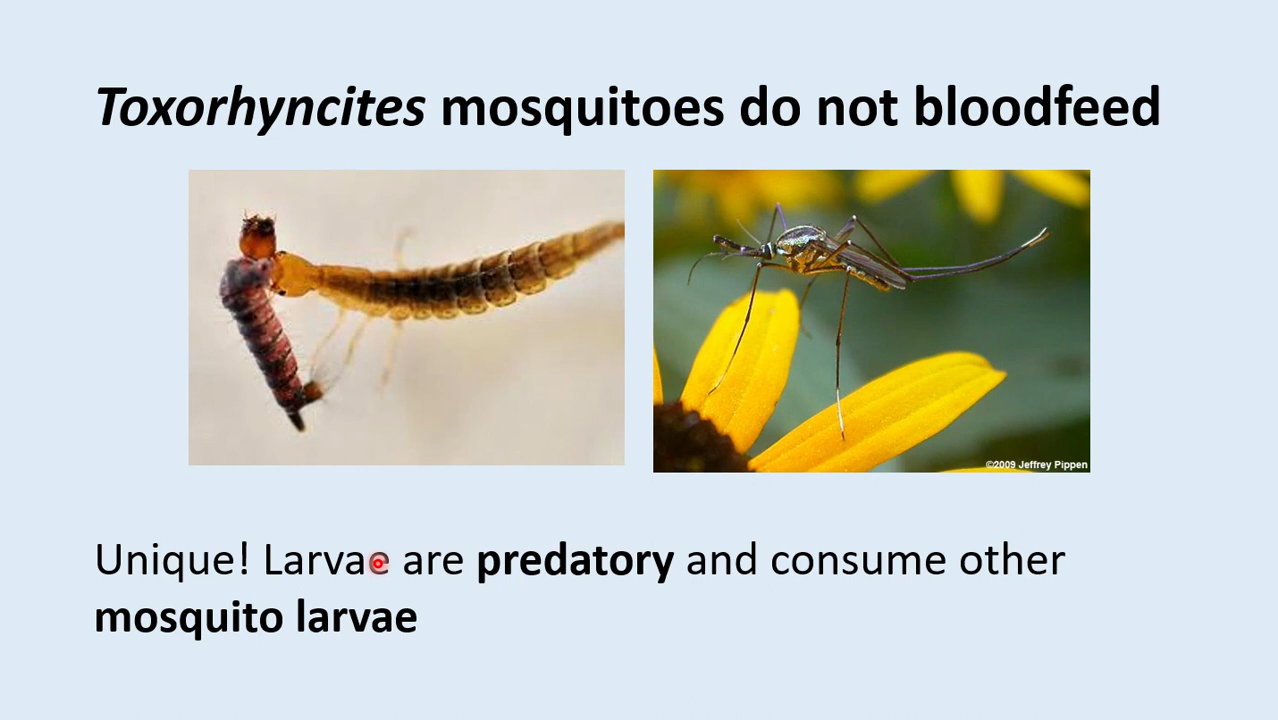 Toxorhyncites mosquitoes do not bloodfeed
©2009 Jeffrey Pippen
Unique! Larvae are predatory and consume other
mosquito larvae